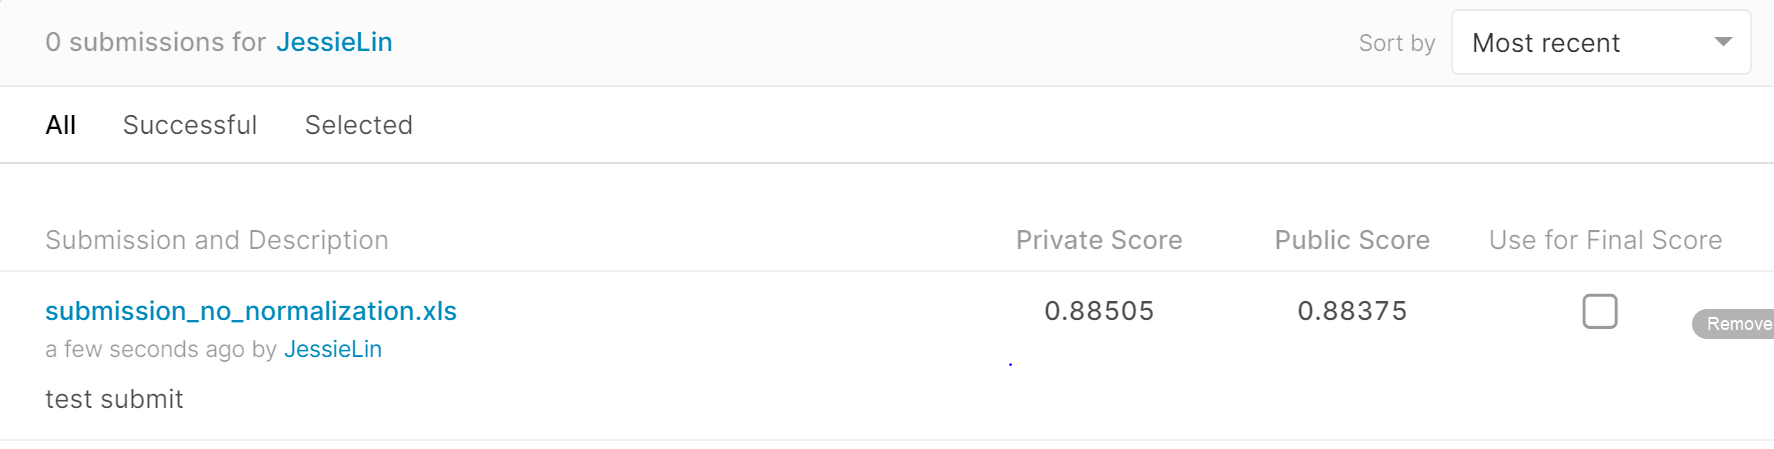 0 submissions for JessieLin
Sort by Most recent
All Successful Selected
Submission and Description Private Score Public Score Use for Final Score
submission_no_normalization.xls 0.88505 0.88375
Remove
a few seconds ago by JessieLin
test submit